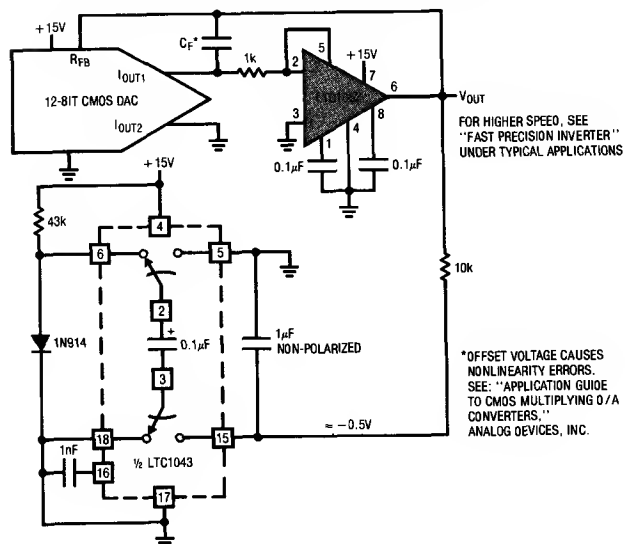 +15V
R_FB
C_F*
I_OUT1
1k
2
5
+15V
7
6
V_OUT
12-BIT CMOS DAC
I_OUT2
3
1
4
8
0.1µF
0.1µF
FOR HIGHER SPEED, SEE
"FAST PRECISION INVERTER"
UNDER TYPICAL APPLICATIONS
+15V
43k
4
6
5
2
1N914
+
0.1µF
1µF
NON-POLARIZED
10k
3
18
15
≈ −0.5V
1nF
16
½ LTC1043
17
*OFFSET VOLTAGE CAUSES
NONLINEARITY ERRORS.
SEE: "APPLICATION GUIDE
TO CMOS MULTIPLYING D/A
CONVERTERS,"
ANALOG DEVICES, INC.